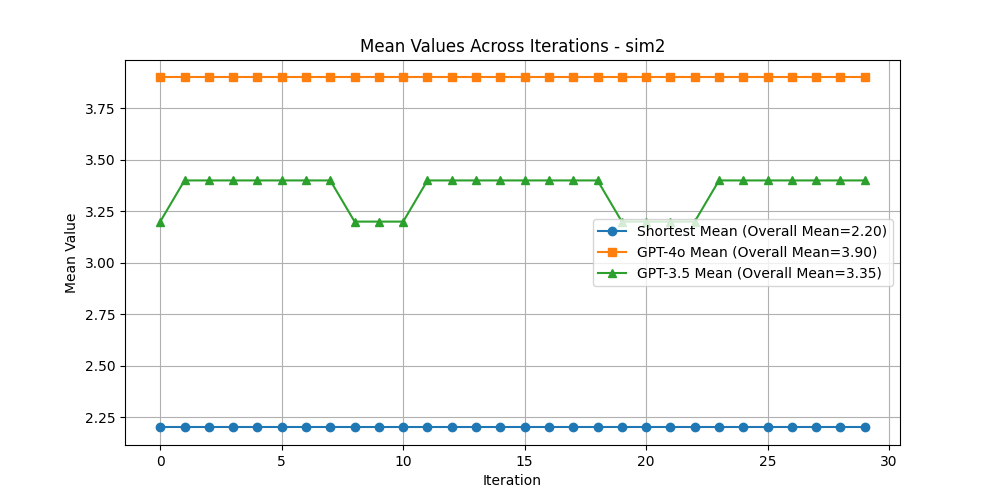 Mean Values Across Iterations - sim2
Mean Value
3.75
3.50
3.25
3.00
2.75
2.50
2.25
Shortest Mean (Overall Mean=2.20)
GPT-4o Mean (Overall Mean=3.90)
GPT-3.5 Mean (Overall Mean=3.35)
0 5 10 15 20 25 30
Iteration